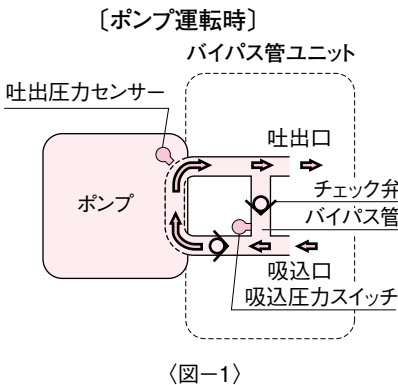 〔ポンプ運転時〕
バイパス管ユニット
吐出圧力センサー
吐出口
ポンプ
チェック弁
バイパス管
吸込口
吸込圧力スイッチ
〈図−1〉